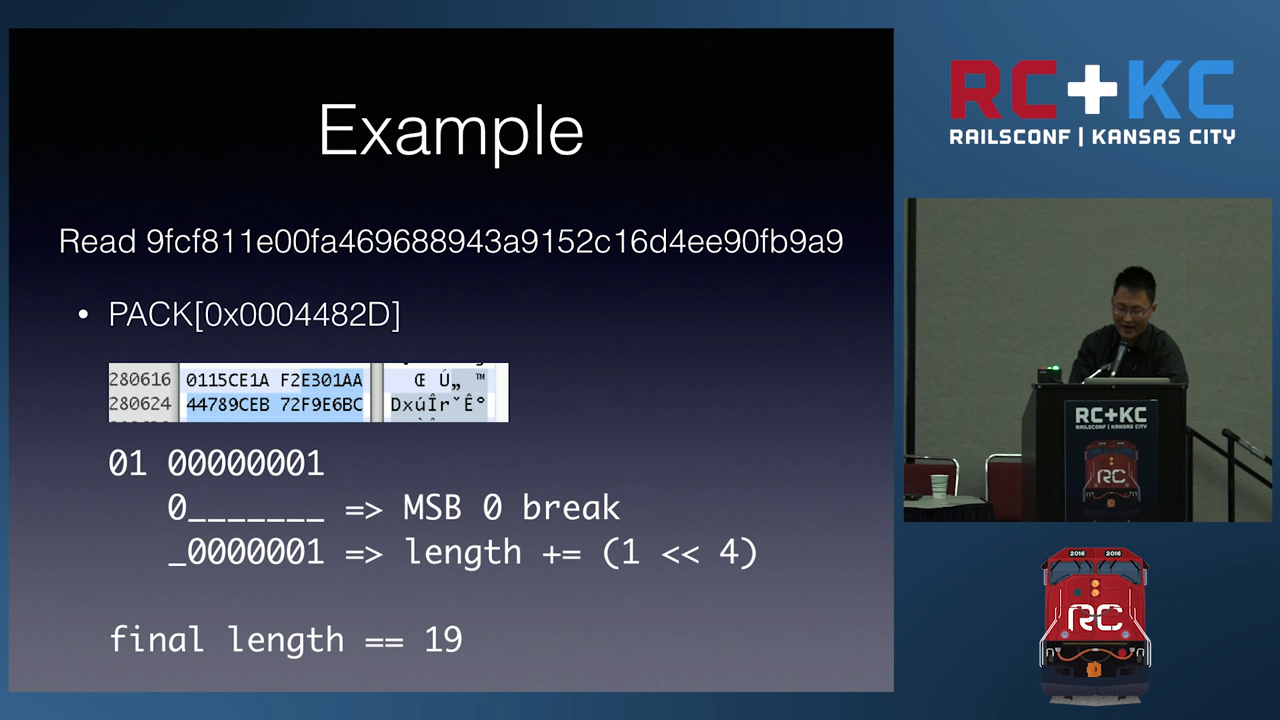 Example
Read 9fcf811e00fa469688943a9152c16d4ee90fb9a9
• PACK[0x0004482D]
280616 0115CE1A F2E301AA Œ Ú„ ™
280624 44789CEB 72F9E6BC DxúÎrˇÊº
01 00000001
0_______ => MSB 0 break
_0000001 => length += (1 << 4)
final length == 19
RC+KC
RAILSCONF | KANSAS CITY
RC+KC
RAILSCONF | KANSAS CITY
RC
2016 2016
RC